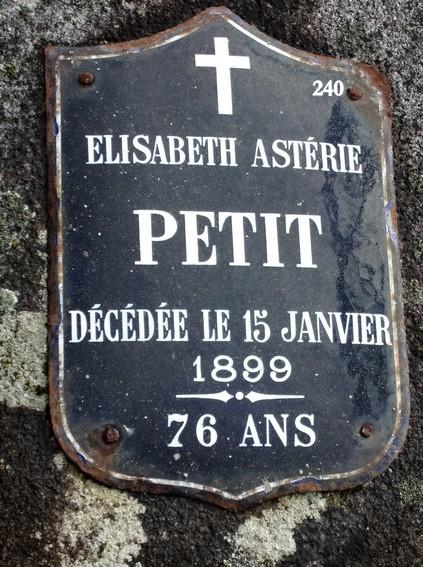 240
ELISABETH ASTÉRIE
PETIT
DÉCÉDÉE LE 15 JANVIER
1899
76 ANS